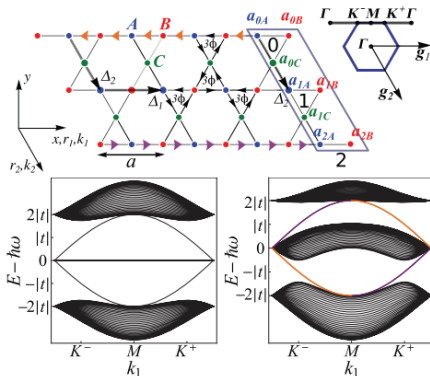 A B a0A a0B Γ K⁻ M K⁺ Γ
3ϕ 3ϕ 0
C a0C Γ g1
Δ2 a1A a1B
y Δ1 3ϕ 3ϕ Δ2 1 g2
x,r1,k1 a1C
r2,k2 a a2A a2B
2
2|t| 2|t|
|t| |t|
E−ħω 0 E−ħω 0
−|t| −|t|
−2|t| −2|t|
K⁻ M K⁺ K⁻ M K⁺
k1 k1